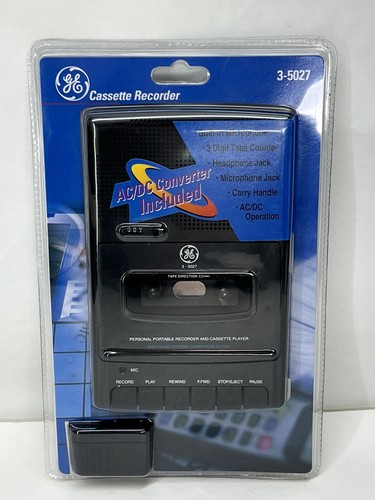 GE
3-5027
Cassette Recorder
Built-in Microphone
• 3 Digit Tape Counter
• Headphone Jack
• Microphone Jack
• Carry Handle
• AC/DC
Operation
AC/DC Converter
Included
GE
3-5027
TAPE DIRECTION
PERSONAL PORTABLE RECORDER AND CASSETTE PLAYER
MIC
RECORD PLAY REWIND F.FWD STOP/EJECT PAUSE